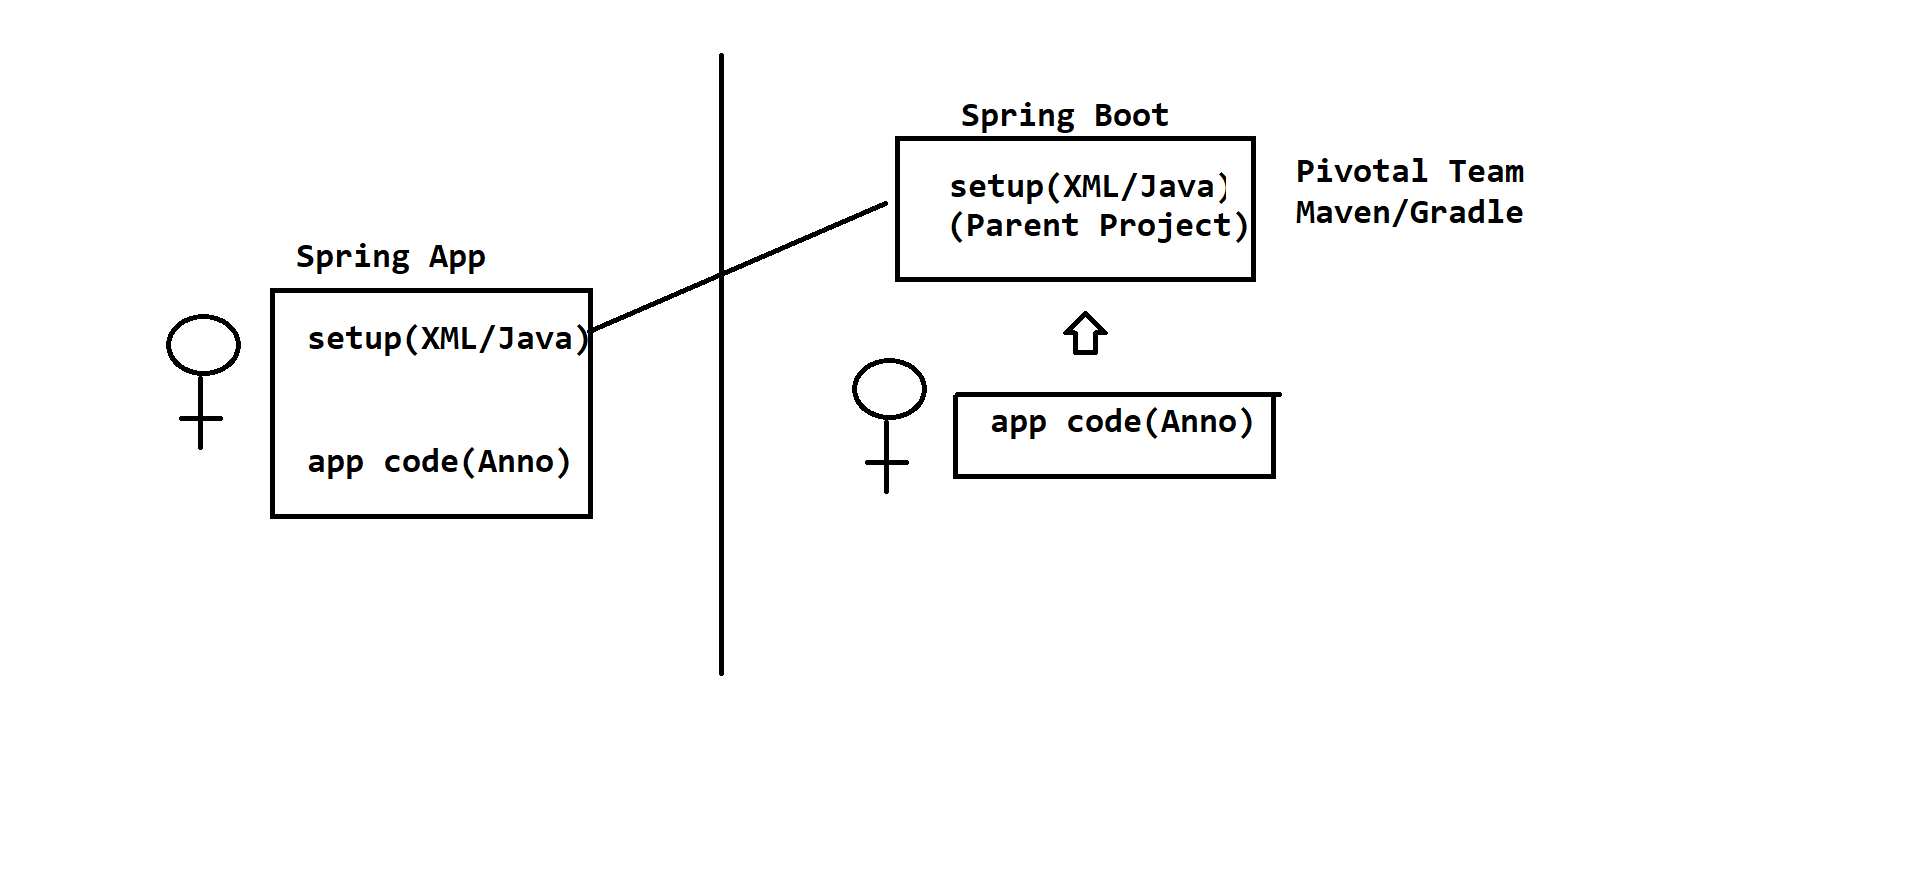 Spring App
setup(XML/Java)
app code(Anno)
Spring Boot
setup(XML/Java)
(Parent Project)
Pivotal Team
Maven/Gradle
app code(Anno)